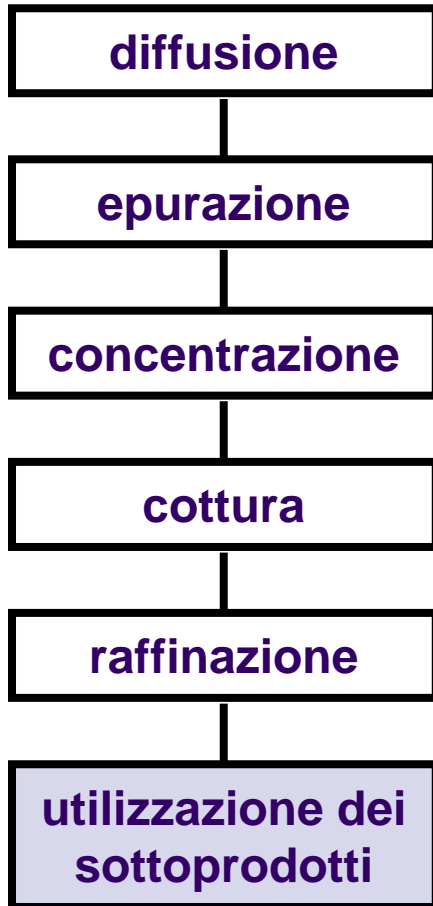 diffusione
epurazione
concentrazione
cottura
raffinazione
utilizzazione dei
sottoprodotti